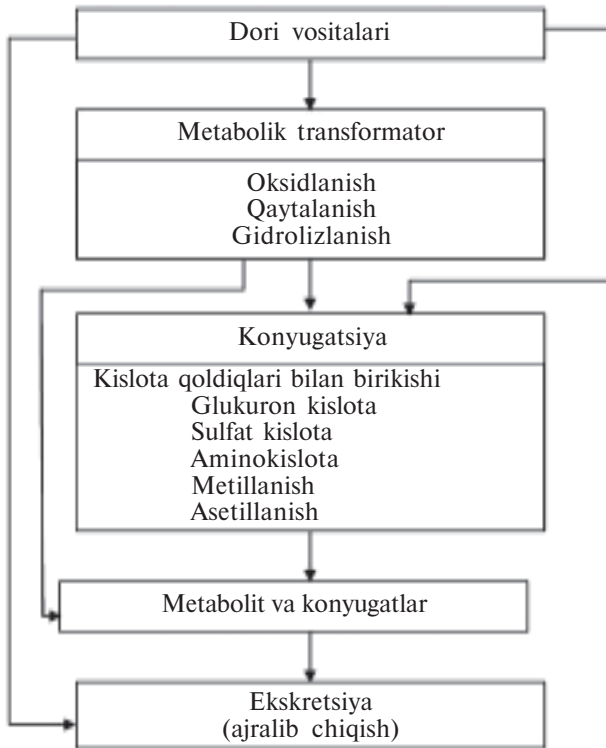 Dori vositalari
Metabolik transformator
Oksidlanish
Qaytalanish
Gidrolizlanish
Konyugatsiya
Kislota qoldiqlari bilan birikishi
Glukuron kislota
Sulfat kislota
Aminokislota
Metillanish
Asetillanish
Metabolit va konyugatlar
Ekskretsiya
(ajralib chiqish)